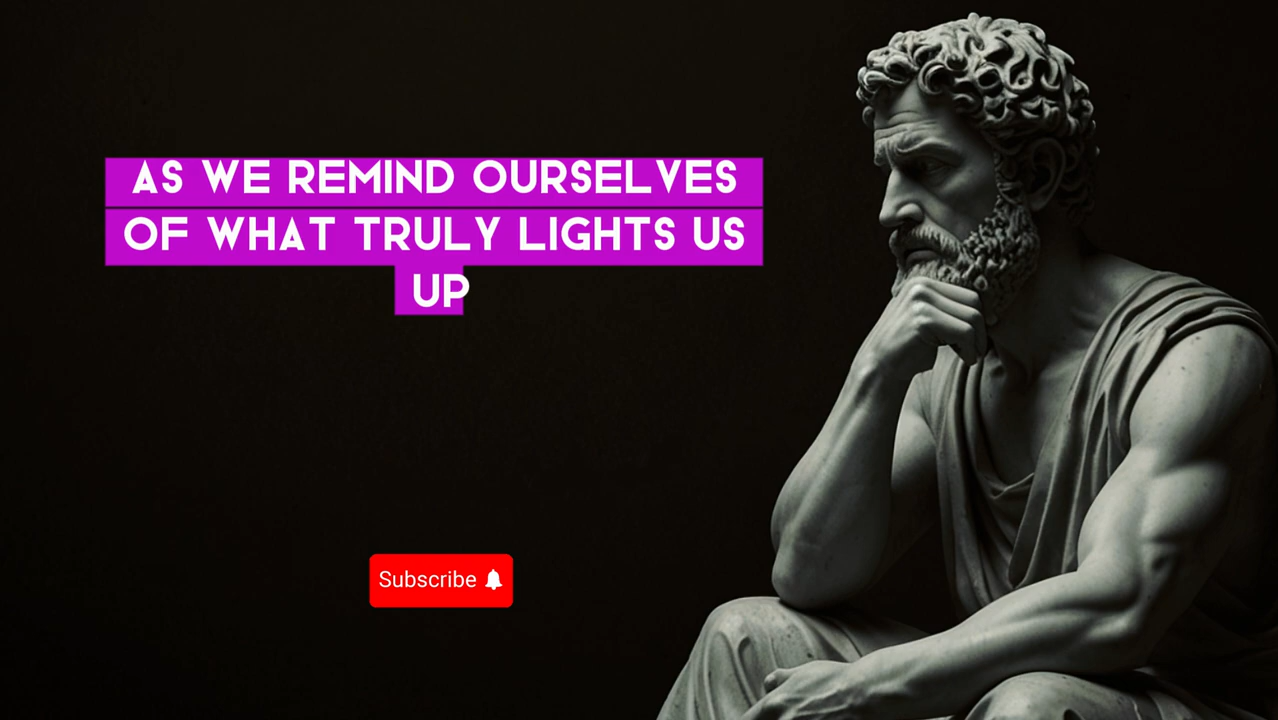 AS WE REMIND OURSELVES
OF WHAT TRULY LIGHTS US
UP
Subscribe